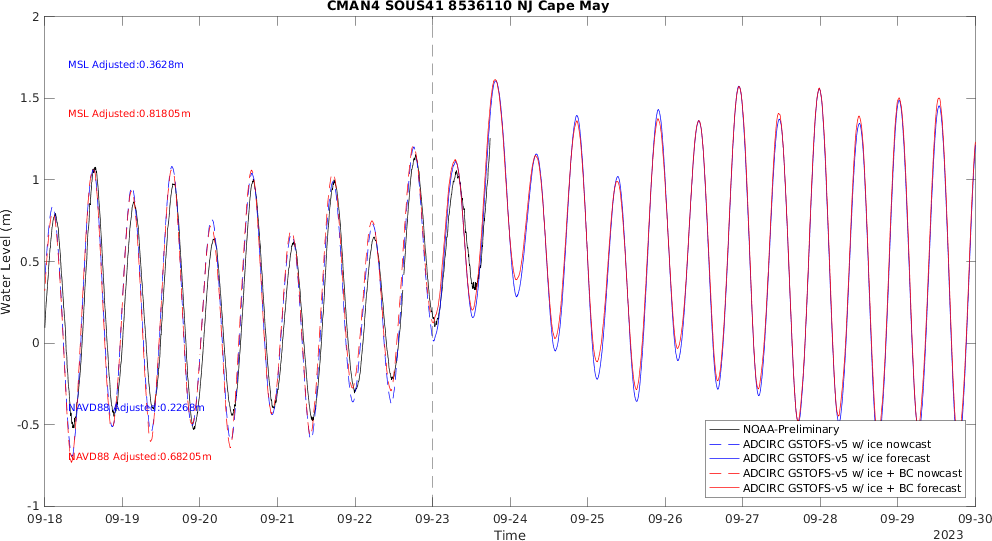 CMAN4 SOUS41 8536110 NJ Cape May
MSL Adjusted:0.3628m
MSL Adjusted:0.81805m
NAVD88 Adjusted:0.2268m
NAVD88 Adjusted:0.68205m
Water Level (m)
2
1.5
1
0.5
0
-0.5
-1
NOAA-Preliminary
ADCIRC GSTOFS-v5 w/ ice nowcast
ADCIRC GSTOFS-v5 w/ ice forecast
ADCIRC GSTOFS-v5 w/ ice + BC nowcast
ADCIRC GSTOFS-v5 w/ ice + BC forecast
09-18 09-19 09-20 09-21 09-22 09-23 09-24 09-25 09-26 09-27 09-28 09-29 09-30
Time
2023